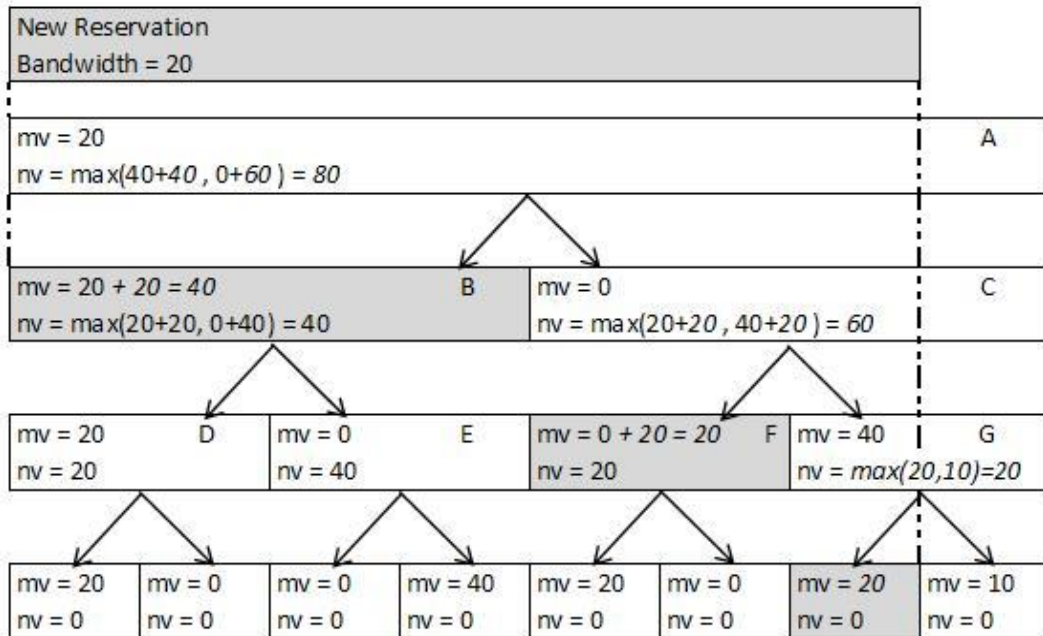 New Reservation
Bandwidth = 20
mv = 20 A
nv = max(40+40 , 0+60 ) = 80
mv = 20 + 20 = 40 B
nv = max(20+20, 0+40) = 40
mv = 0 C
nv = max(20+20 , 40+20 ) = 60
mv = 20 D
nv = 20
mv = 0 E
nv = 40
mv = 0 + 20 = 20 F
nv = 20
mv = 40 G
nv = max(20,10)=20
mv = 20
nv = 0
mv = 0
nv = 0
mv = 0
nv = 0
mv = 40
nv = 0
mv = 20
nv = 0
mv = 0
nv = 0
mv = 20
nv = 0
mv = 10
nv = 0